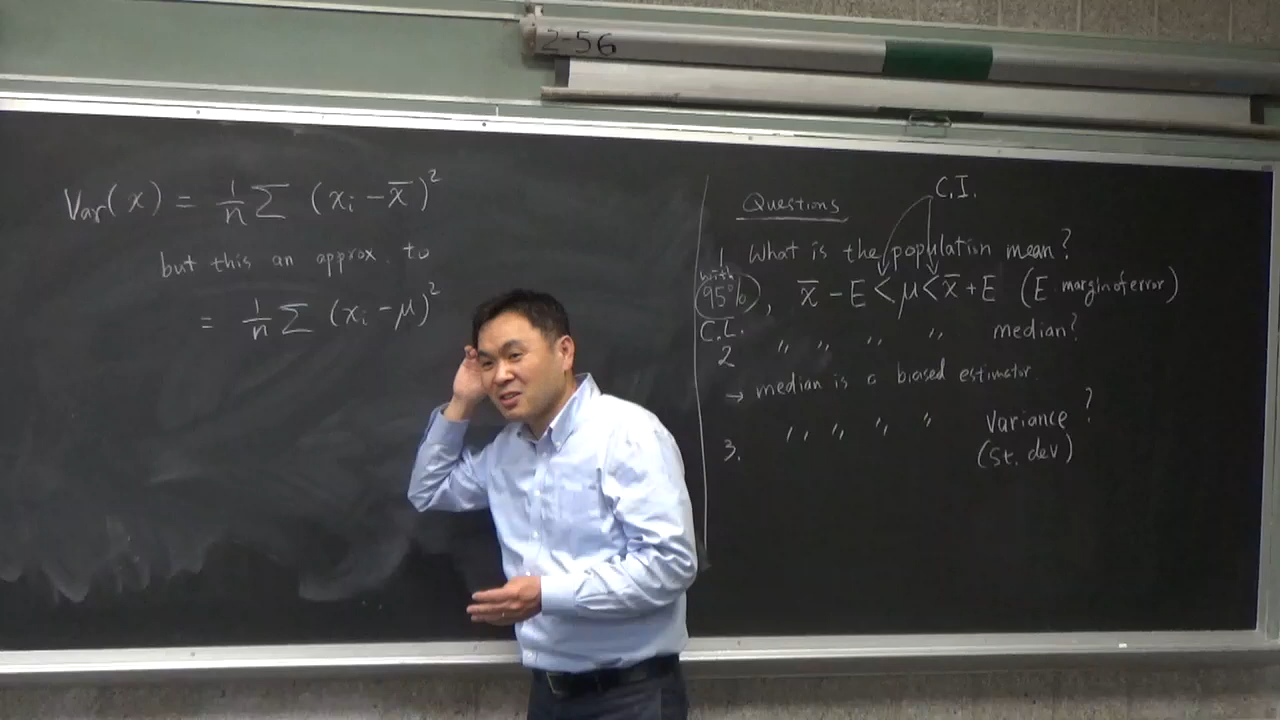 2-56
Var(x) = 1/n Σ (xᵢ - x̄)²
but this an approx. to
= 1/n Σ (xᵢ - μ)²
Questions
C.I.
1 What is the population mean?
with
95%, x̄ - E < μ < x̄ + E (E margin of error)
C.L.
2 〃 〃 〃 〃 median?
→ median is a biased estimator.
3. 〃 〃 〃 〃 Variance?
(St. dev)